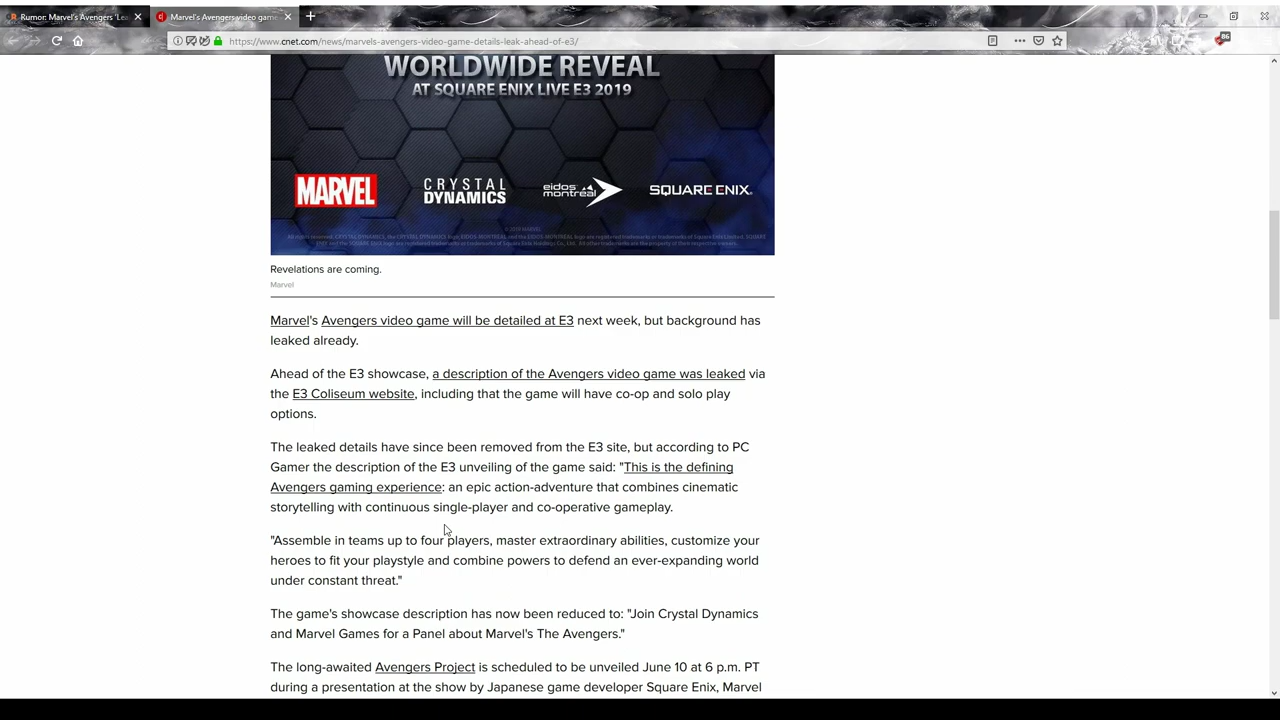 Rumor: Marvel's Avengers 'Lea
Marvel's Avengers video game
https://www.cnet.com/news/marvels-avengers-video-game-details-leak-ahead-of-e3/
86
WORLDWIDE REVEAL
AT SQUARE ENIX LIVE E3 2019
MARVEL
CRYSTAL
DYNAMICS
eidos
montréal
SQUARE ENIX.
© 2019 MARVEL
Revelations are coming.
Marvel
Marvel's Avengers video game will be detailed at E3 next week, but background has
leaked already.
Ahead of the E3 showcase, a description of the Avengers video game was leaked via
the E3 Coliseum website, including that the game will have co-op and solo play
options.
The leaked details have since been removed from the E3 site, but according to PC
Gamer the description of the E3 unveiling of the game said: "This is the defining
Avengers gaming experience: an epic action-adventure that combines cinematic
storytelling with continuous single-player and co-operative gameplay.
"Assemble in teams up to four players, master extraordinary abilities, customize your
heroes to fit your playstyle and combine powers to defend an ever-expanding world
under constant threat."
The game's showcase description has now been reduced to: "Join Crystal Dynamics
and Marvel Games for a Panel about Marvel's The Avengers."
The long-awaited Avengers Project is scheduled to be unveiled June 10 at 6 p.m. PT
during a presentation at the show by Japanese game developer Square Enix, Marvel